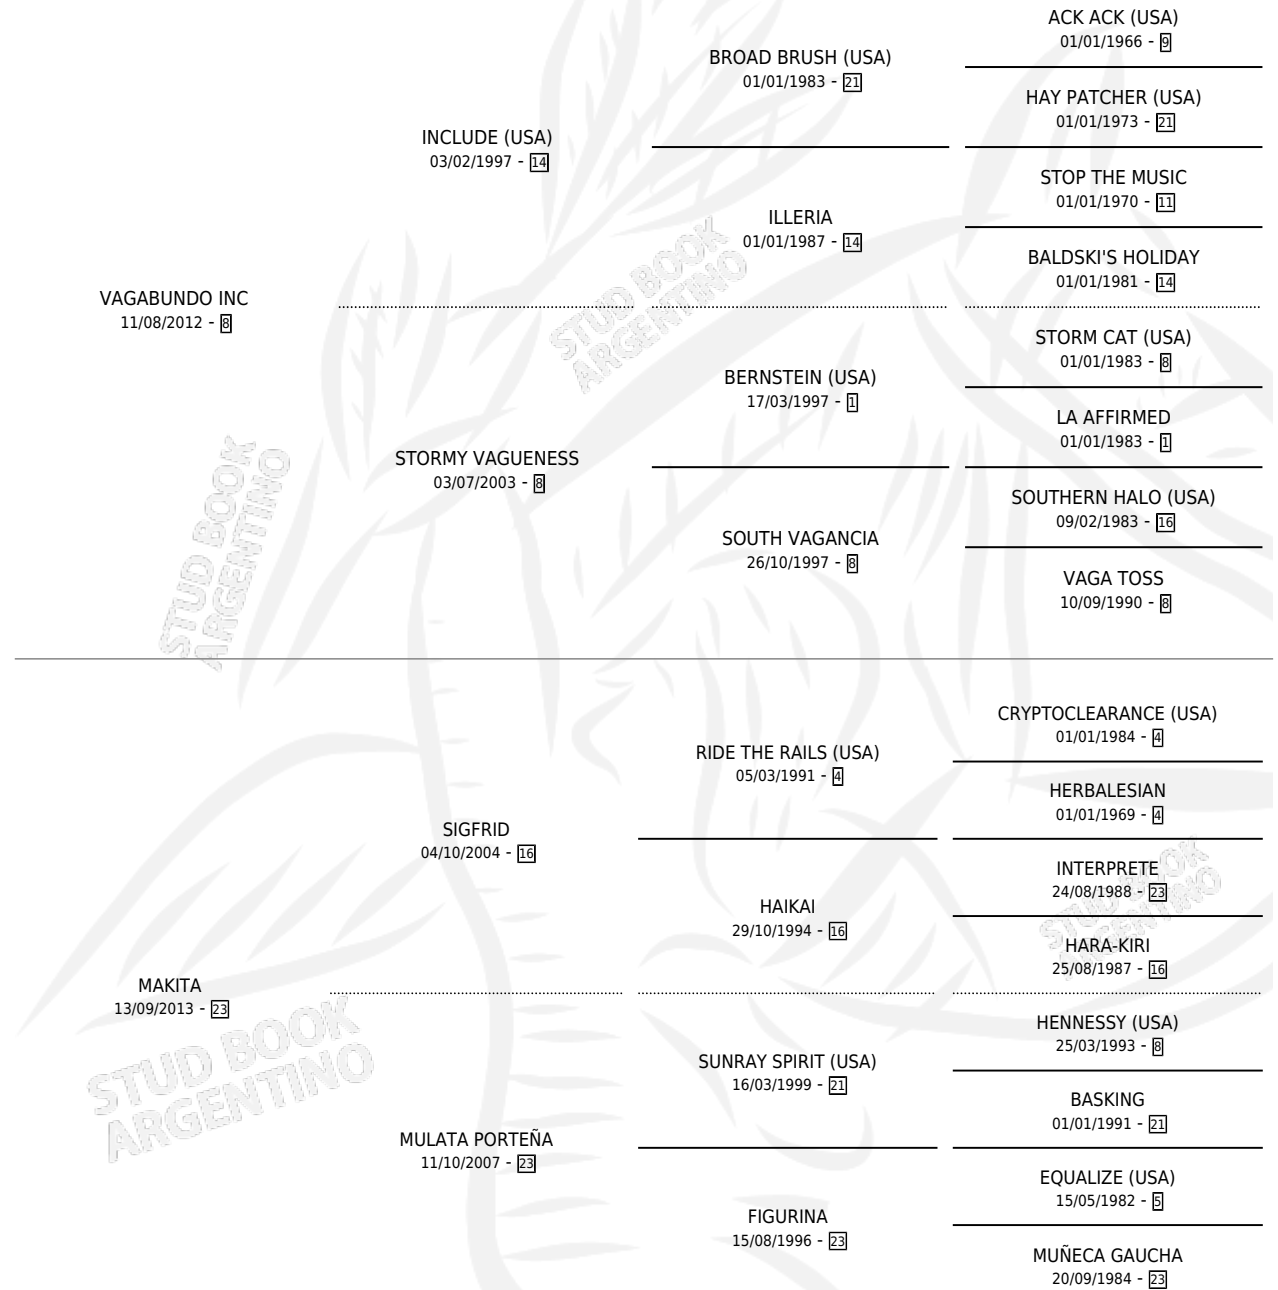 ACK ACK (USA)
01/01/1966 - 9
BROAD BRUSH (USA)
01/01/1983 - 21
HAY PATCHER (USA)
01/01/1973 - 21
INCLUDE (USA)
03/02/1997 - 14
STOP THE MUSIC
01/01/1970 - 11
ILLERIA
01/01/1987 - 14
BALDSKI'S HOLIDAY
01/01/1981 - 14
VAGABUNDO INC
11/08/2012 - 8
STORM CAT (USA)
01/01/1983 - 8
BERNSTEIN (USA)
17/03/1997 - 1
LA AFFIRMED
01/01/1983 - 1
STORMY VAGUENESS
03/07/2003 - 8
SOUTHERN HALO (USA)
09/02/1983 - 16
SOUTH VAGANCIA
26/10/1997 - 8
VAGA TOSS
10/09/1990 - 8
STUD BOOK
ARGENTINO
STUD BOOK
ARGENTINO
CRYPTOCLEARANCE (USA)
01/01/1984 - 4
RIDE THE RAILS (USA)
05/03/1991 - 4
HERBALESIAN
01/01/1969 - 4
SIGFRID
04/10/2004 - 16
INTERPRETE
24/08/1988 - 23
HAIKAI
29/10/1994 - 16
HARA-KIRI
25/08/1987 - 16
MAKITA
13/09/2013 - 23
HENNESSY (USA)
25/03/1993 - 8
SUNRAY SPIRIT (USA)
16/03/1999 - 21
BASKING
01/01/1991 - 21
MULATA PORTEÑA
11/10/2007 - 23
EQUALIZE (USA)
15/05/1982 - 5
FIGURINA
15/08/1996 - 23
MUÑECA GAUCHA
20/09/1984 - 23
STUD BOOK
ARGENTINO
STUD BOOK
ARGENTINO